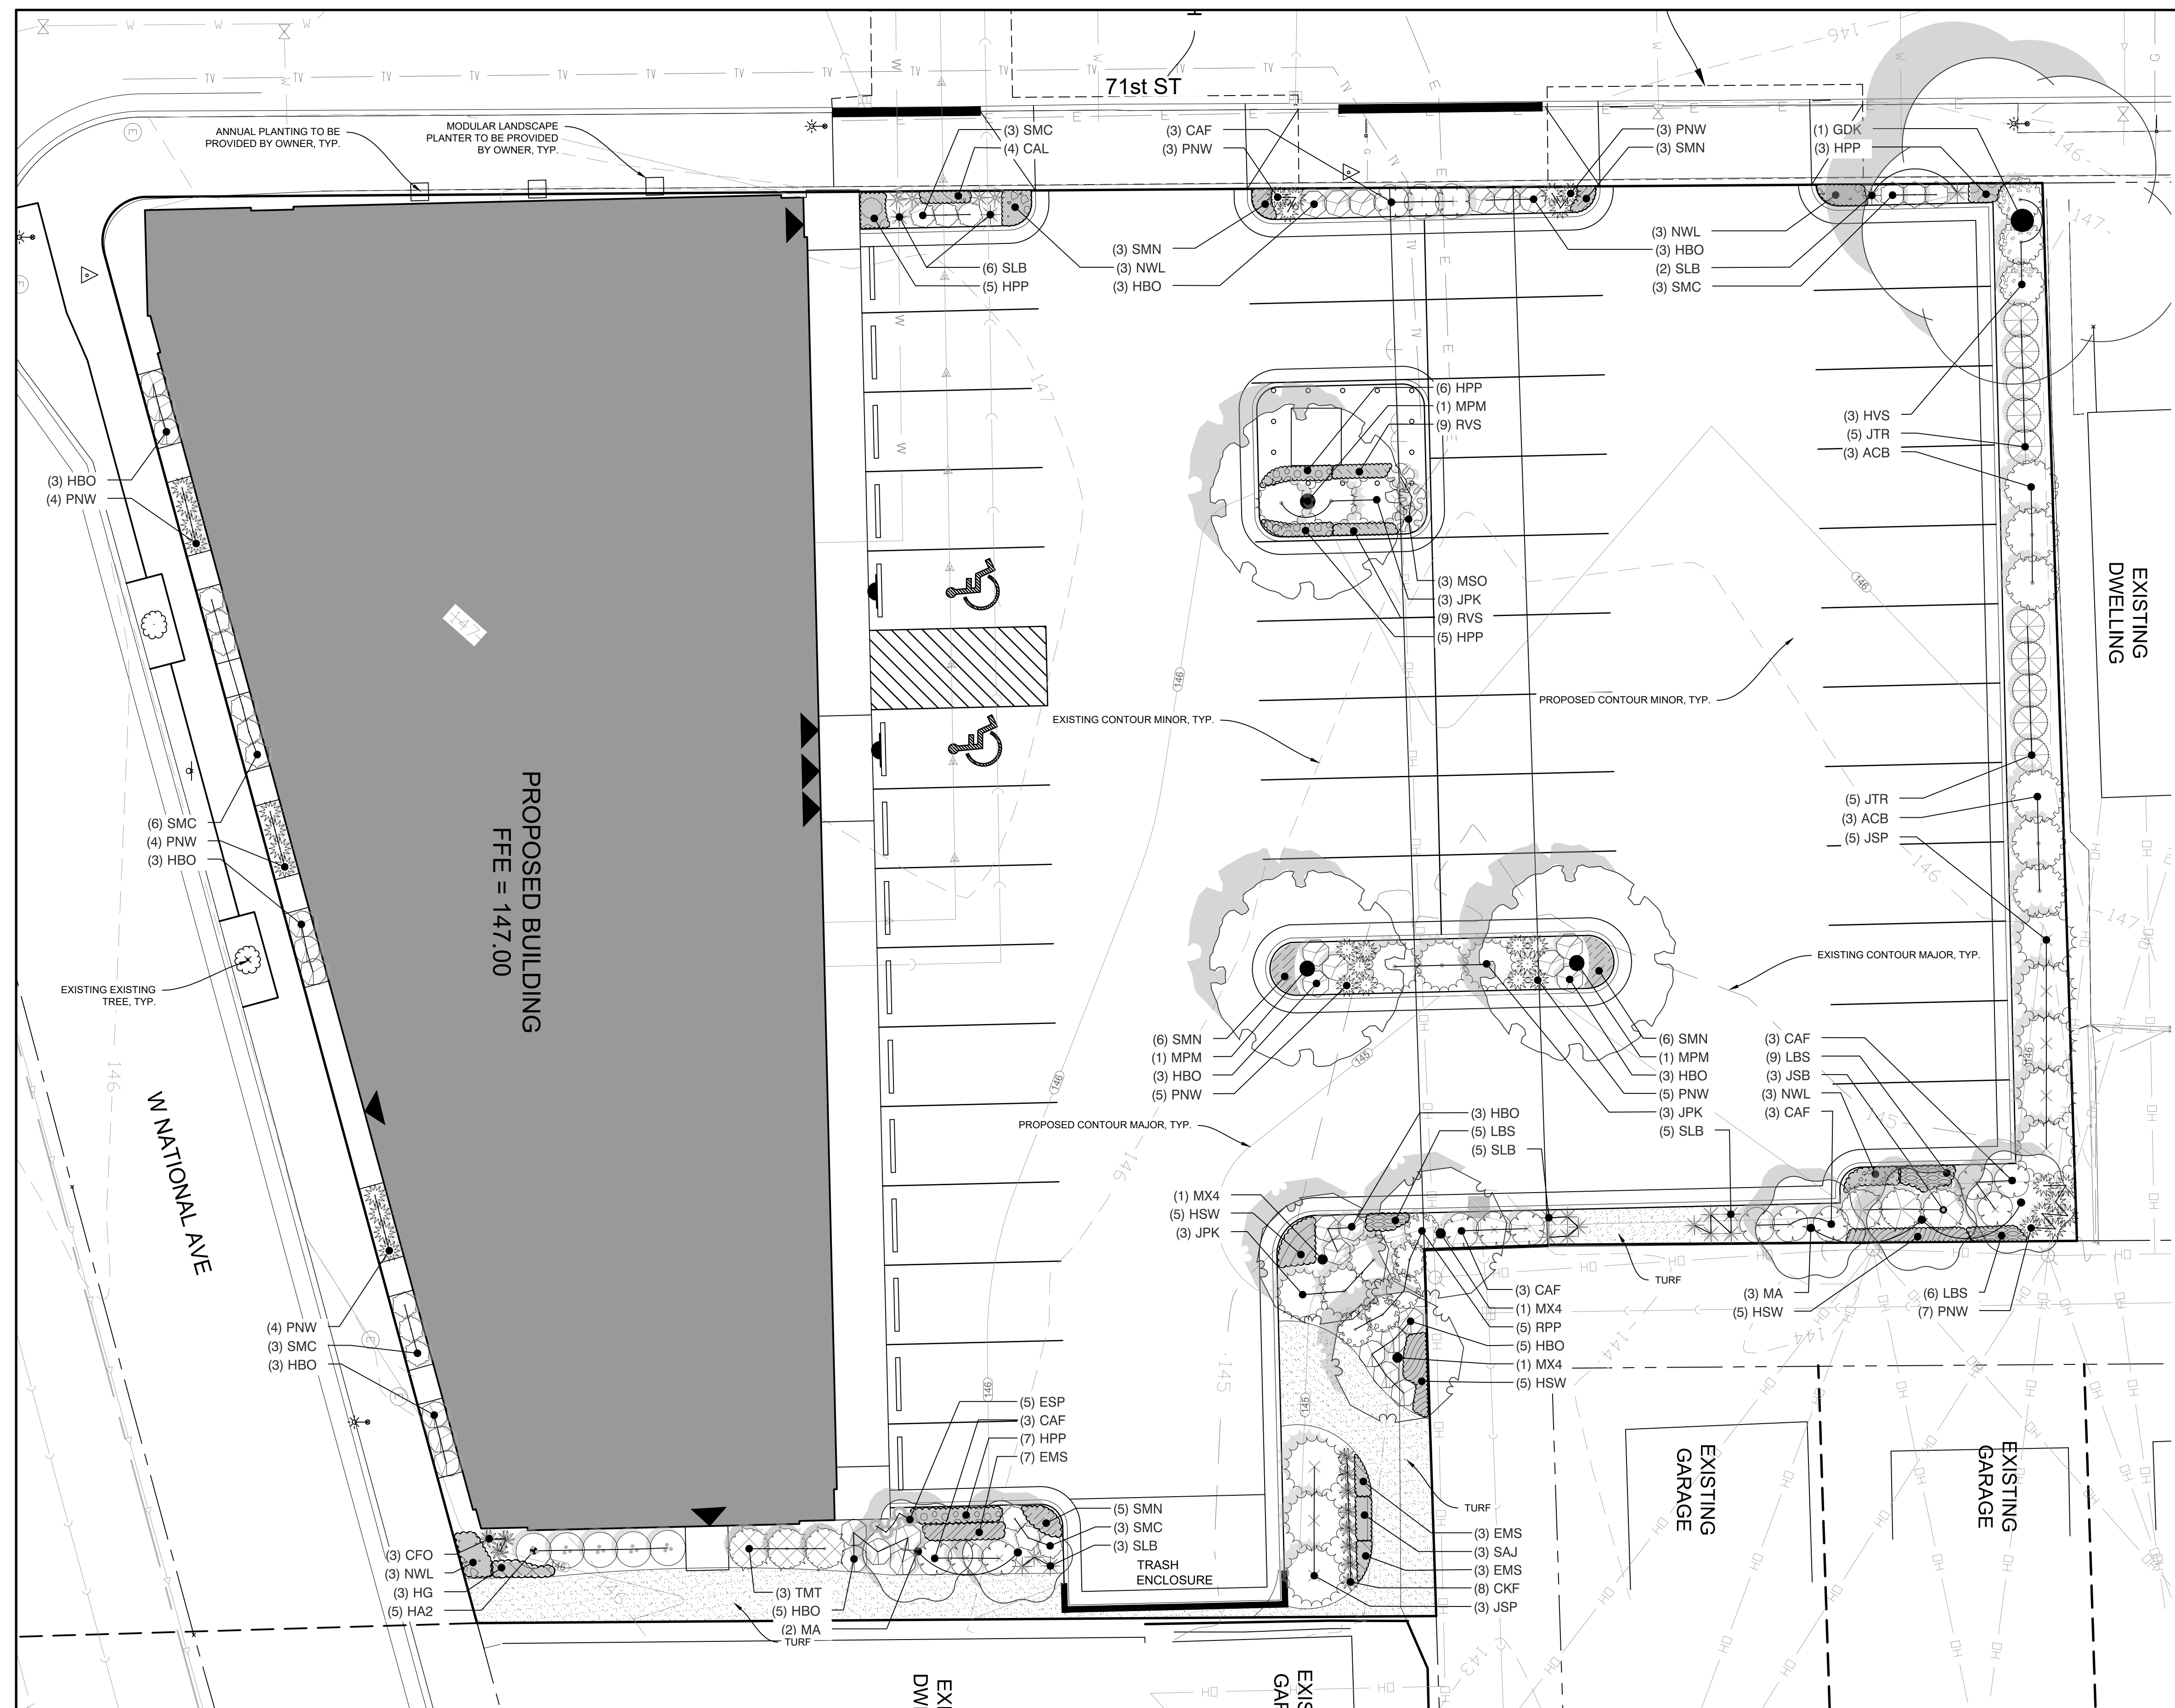 71st ST
ANNUAL PLANTING TO BE
PROVIDED BY OWNER, TYP.
MODULAR LANDSCAPE
PLANTER TO BE PROVIDED
BY OWNER, TYP.
(3) SMC
(4) CAL
(3) CAF
(3) PNW
(3) PNW
(3) SMN
(1) GDK
(3) HPP
(6) SLB
(5) HPP
(3) SMN
(3) NWL
(3) HBO
(3) NWL
(3) HBO
(2) SLB
(3) SMC
(6) HPP
(1) MPM
(9) RVS
(3) HVS
(5) JTR
(3) ACB
(3) HBO
(4) PNW
(3) MSO
(3) JPK
(9) RVS
(5) HPP
EXISTING
DWELLING
147
146
146
147
PROPOSED CONTOUR MINOR, TYP.
EXISTING CONTOUR MINOR, TYP.
(6) SMC
(4) PNW
(3) HBO
PROPOSED BUILDING
FFE = 147.00
(5) JTR
(3) ACB
(5) JSP
EXISTING EXISTING
TREE, TYP.
EXISTING CONTOUR MAJOR, TYP.
(6) SMN
(1) MPM
(3) HBO
(5) PNW
(6) SMN
(1) MPM
(3) HBO
(5) PNW
(3) JPK
(5) SLB
(3) CAF
(9) LBS
(3) JSB
(3) NWL
(3) CAF
PROPOSED CONTOUR MAJOR, TYP.
146
145
146
W NATIONAL AVE
(3) HBO
(5) LBS
(5) SLB
(1) MX4
(5) HSW
(3) JPK
TURF
(3) CAF
(1) MX4
(5) RPP
(5) HBO
(1) MX4
(5) HSW
(3) MA
(5) HSW
(6) LBS
(7) PNW
(4) PNW
(3) SMC
(3) HBO
146
145
145
144
(5) ESP
(3) CAF
(7) HPP
(7) EMS
EXISTING
GARAGE
EXISTING
GARAGE
(5) SMN
(3) SMC
(3) SLB
TRASH
ENCLOSURE
TURF
(3) EMS
(3) SAJ
(3) EMS
(8) CKF
(3) JSP
(3) CFO
(3) NWL
(3) HG
(5) HA2
(3) TMT
(5) HBO
(2) MA
TURF
143